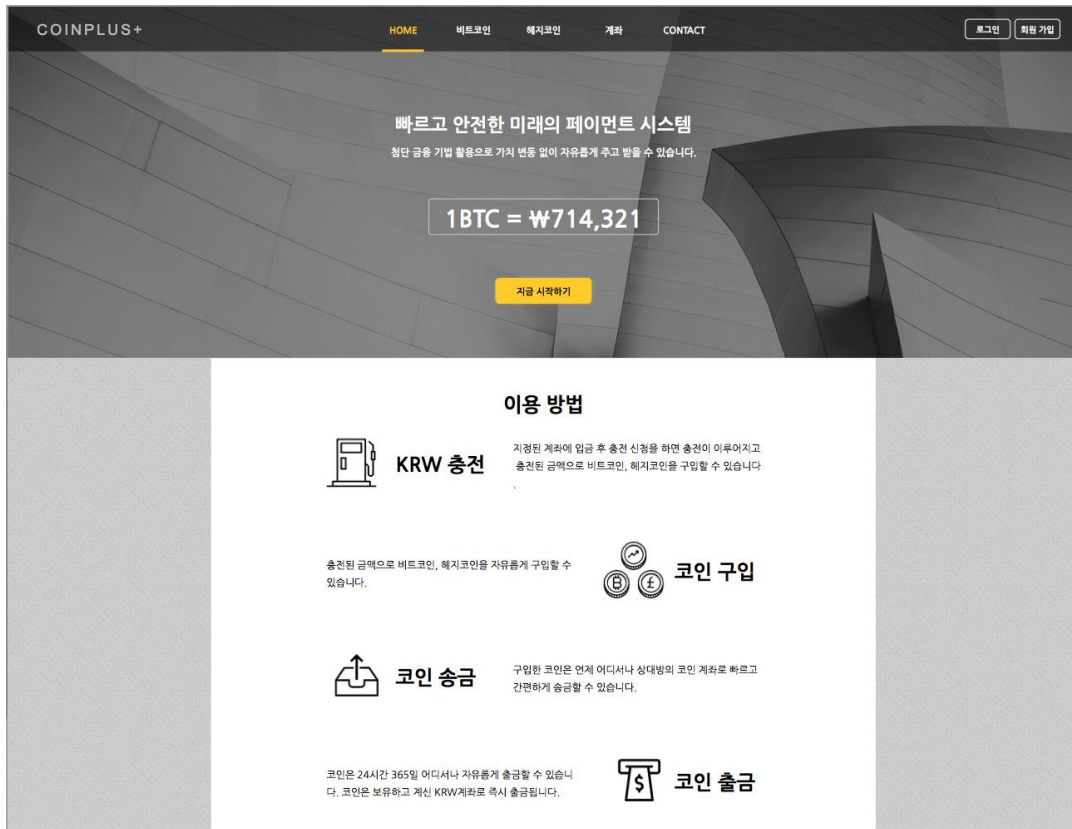 COINPLUS+
HOME 비트코인 헤지코인 계좌 CONTACT
로그인 회원 가입
빠르고 안전한 미래의 페이먼트 시스템
첨단 금융 기법 활용으로 가치 변동 없이 자유롭게 주고 받을 수 있습니다.
1BTC = ₩714,321
지금 시작하기
이용 방법
KRW 충전
지정된 계좌에 입금 후 충전 신청을 하면 충전이 이루어지고
충전된 금액으로 비트코인, 헤지코인을 구입할 수 있습니다
.
충전된 금액으로 비트코인, 헤지코인을 자유롭게 구입할 수
있습니다.
코인 구입
코인 송금
구입한 코인은 언제 어디서나 상대방의 코인 계좌로 빠르고
간편하게 송금할 수 있습니다.
코인은 24시간 365일 어디서나 자유롭게 출금할 수 있습니
다. 코인은 보유하고 계신 KRW계좌로 즉시 출금됩니다.
코인 출금